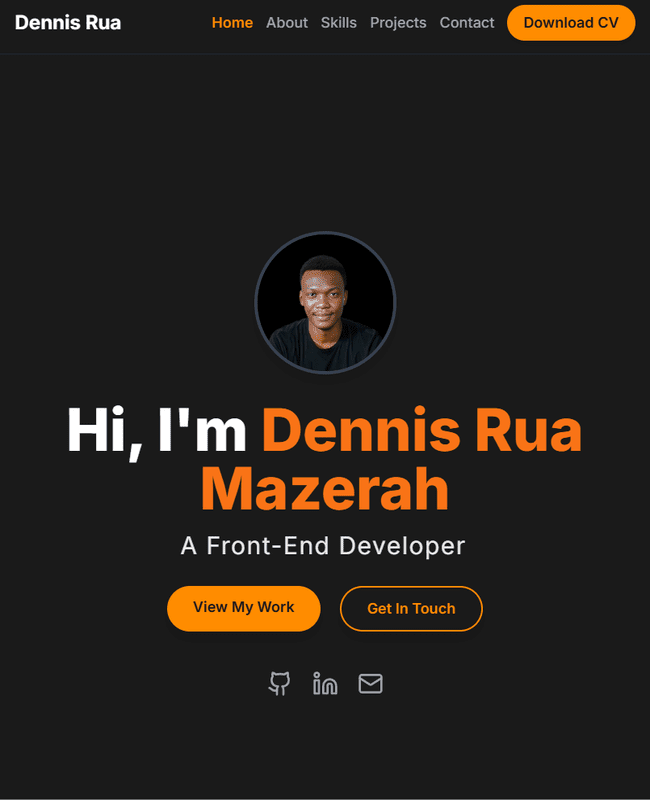 Dennis Rua
Home About Skills Projects Contact Download CV
Hi, I'm Dennis Rua
Mazerah
A Front-End Developer
View My Work Get In Touch